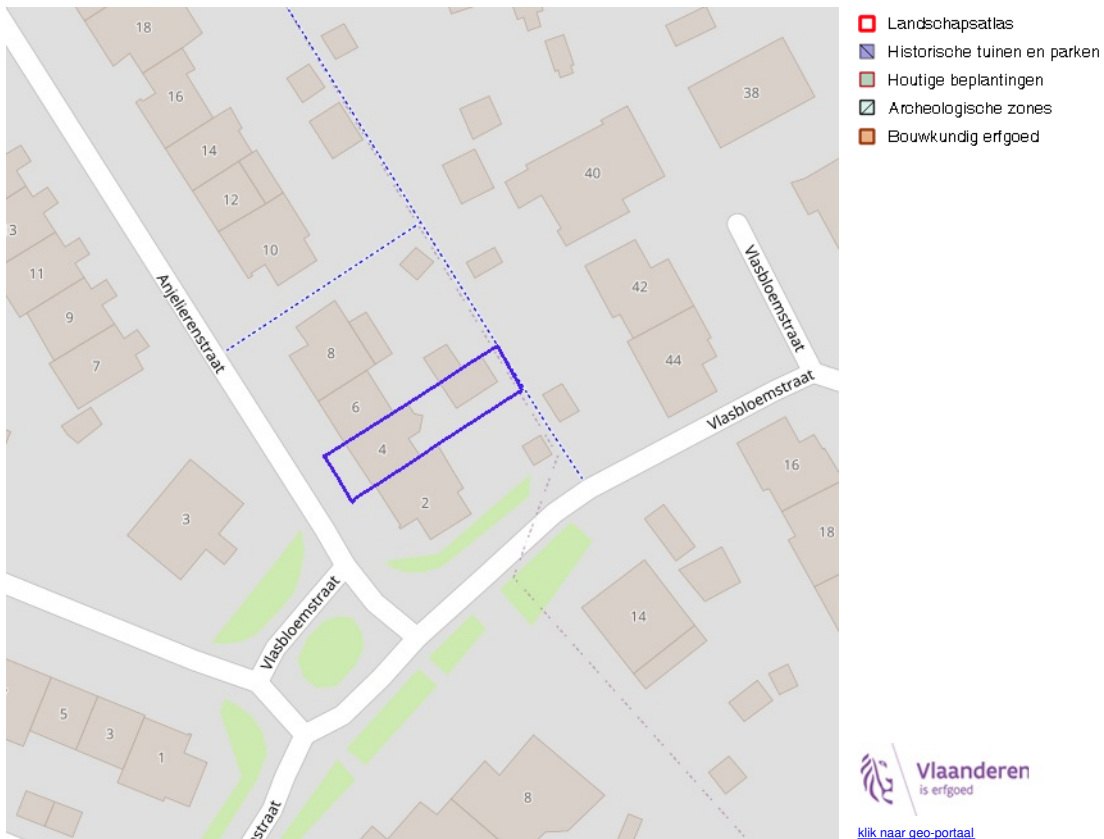 Landschapsatlas
Historische tuinen en parken
Houtige beplantingen
Archeologische zones
Bouwkundig erfgoed
18
16
14
12
10
38
40
42
44
3
11
9
7
Anjelierenstraat
Vlasbloemstraat
Vlasbloemstraat
8
6
4
2
3
16
18
14
Vlasbloemstraat
5
3
1
8
straat
Vlaanderen
is erfgoed
klik naar geo-portaal